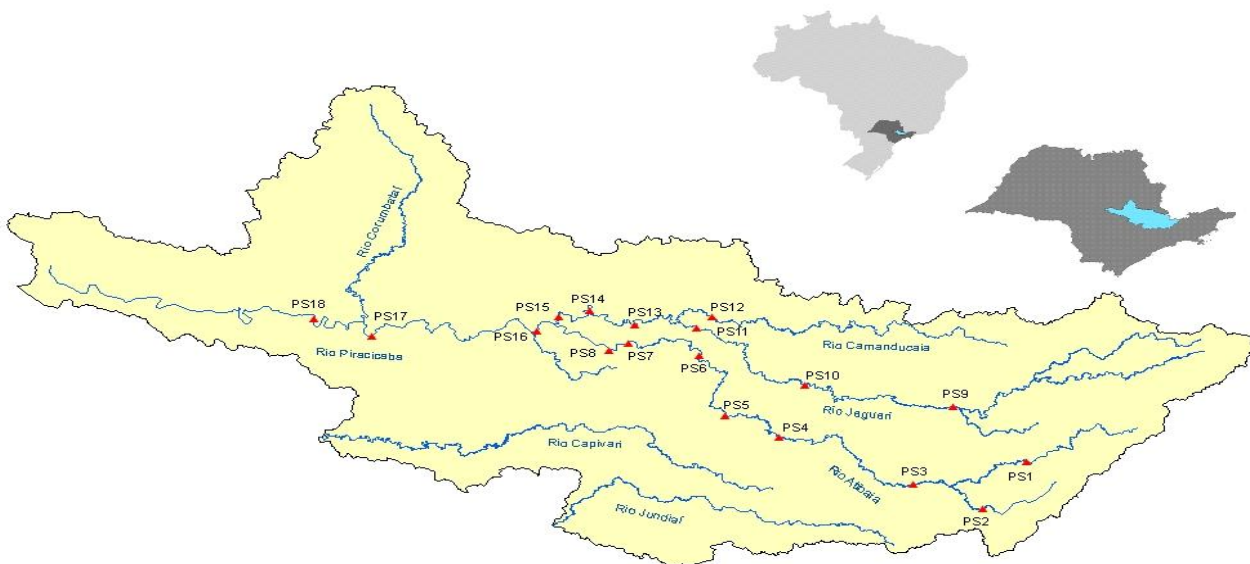 Rio Corumbataí
PS18
PS17
Rio Piracicaba
PS15
PS14
PS16
PS13
PS12
PS11
Rio Camanducaia
PS8
PS7
PS6
PS10
PS9
Rio Jaguari
PS5
PS4
Rio Capivari
PS3
PS1
Rio Atibaia
PS2
Rio Jundiaí